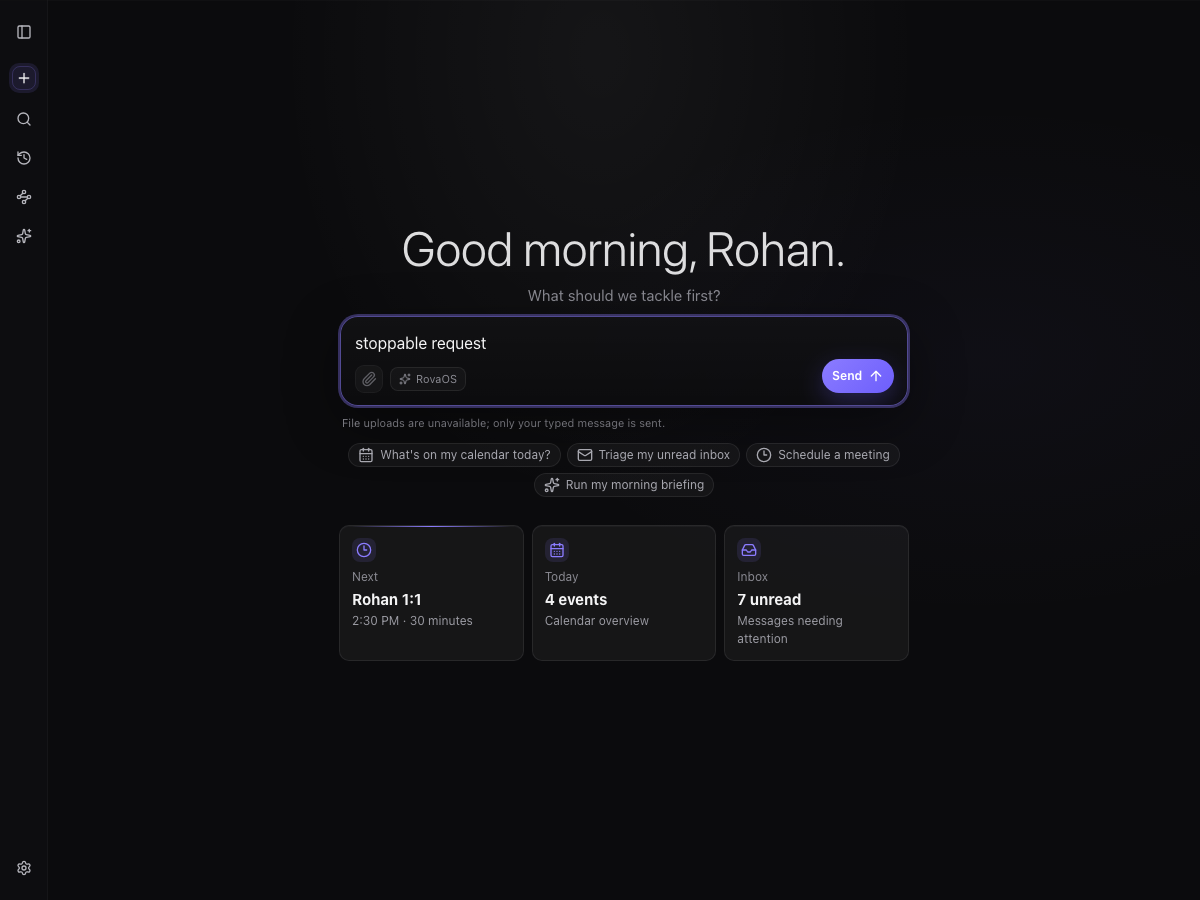 Good morning, Rohan.
What should we tackle first?
stoppable request
RovaOS
Send
File uploads are unavailable; only your typed message is sent.
What's on my calendar today?
Triage my unread inbox
Schedule a meeting
Run my morning briefing
Next
Rohan 1:1
2:30 PM · 30 minutes
Today
4 events
Calendar overview
Inbox
7 unread
Messages needing
attention